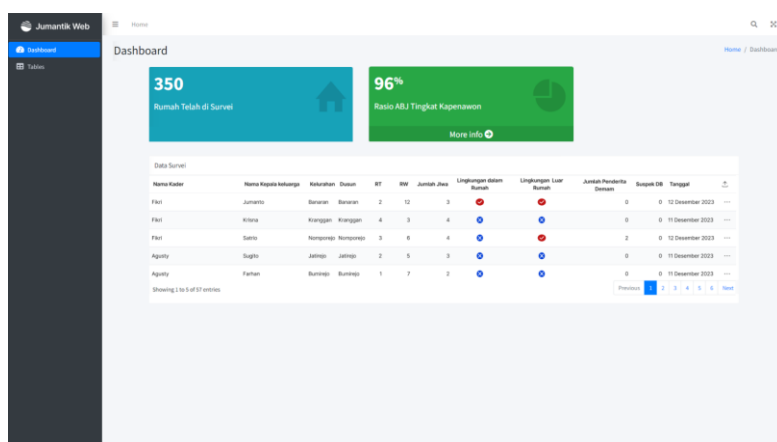 Jumantik Web
Home
Dashboard
Tables
Dashboard
Home / Dashboard
350
Rumah Telah di Survei
96%
Rasio ABJ Tingkat Kapenawon
More info
Data Survei
Nama Kader Nama Kepala keluarga Kelurahan Dusun RT RW Jumlah Jiwa Lingkungan dalam Rumah Lingkungan Luar Rumah Jumlah Penderita Demam Suspek DB Tanggal
Fikri Jumanto Banaran Banaran 2 12 3 0 0 12 Desember 2023 ...
Fikri Krisna Kranggan Kranggan 4 3 4 0 0 11 Desember 2023 ...
Fikri Satrio Nomporejo Nomporejo 3 6 4 2 0 12 Desember 2023 ...
Agusty Sugito Jatirejo Jatirejo 2 5 3 0 0 11 Desember 2023 ...
Agusty Farhan Bumirejo Bumirejo 1 7 2 0 0 11 Desember 2023 ...
Showing 1 to 5 of 57 entries
Previous 1 2 3 4 5 6 Next